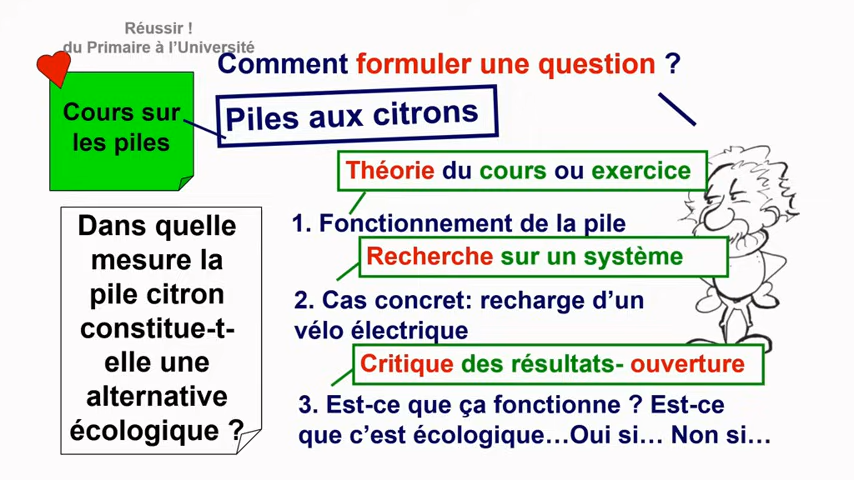 Réussir !
du Primaire à l'Université
Comment formuler une question ?
Cours sur
les piles
Piles aux citrons
Théorie du cours ou exercice
1. Fonctionnement de la pile
Recherche sur un système
2. Cas concret: recharge d'un
vélo électrique
Critique des résultats- ouverture
3. Est-ce que ça fonctionne ? Est-ce
que c'est écologique…Oui si… Non si…
Dans quelle
mesure la
pile citron
constitue-t-
elle une
alternative
écologique ?